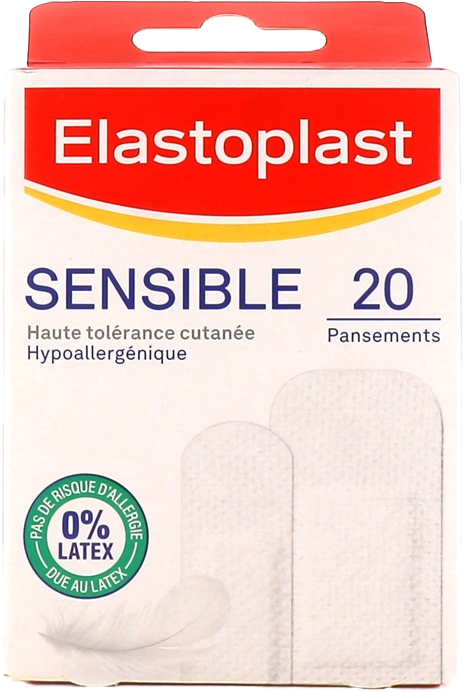 Elastoplast
SENSIBLE
Haute tolérance cutanée
Hypoallergénique
20
Pansements
PAS DE RISQUE D'ALLERGIE
0%
LATEX
DUE AU LATEX